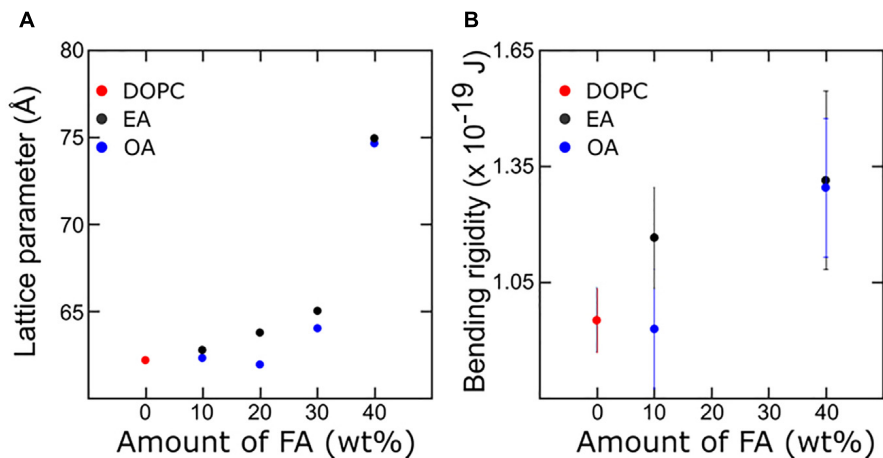 A
Lattice parameter (Å)
80
75
70
65
DOPC
EA
OA
0 10 20 30 40
Amount of FA (wt%)
B
Bending rigidity (x 10⁻¹⁹ J)
1.65
1.35
1.05
DOPC
EA
OA
0 10 20 30 40
Amount of FA (wt%)